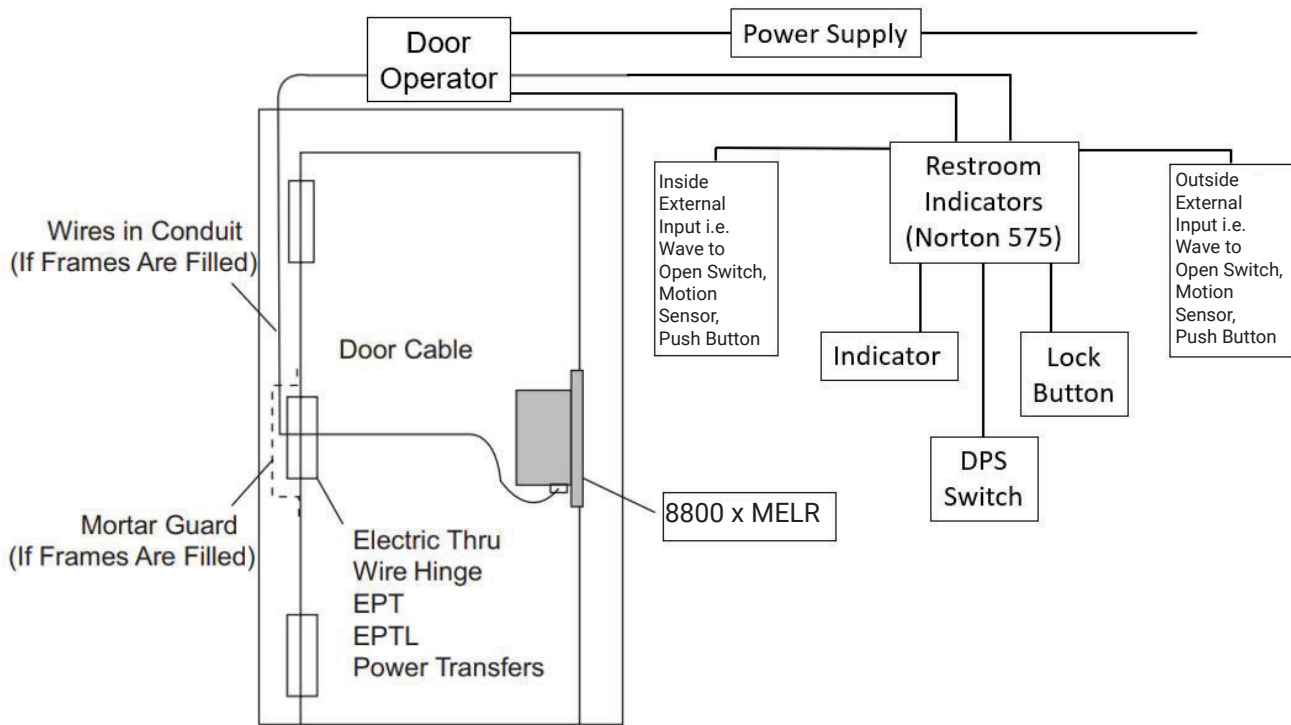 Door
Operator
Power Supply
Restroom
Indicators
(Norton 575)
Inside
External
Input i.e.
Wave to
Open Switch,
Motion
Sensor,
Push Button
Outside
External
Input i.e.
Wave to
Open Switch,
Motion
Sensor,
Push Button
Wires in Conduit
(If Frames Are Filled)
Door Cable
Indicator
Lock
Button
DPS
Switch
8800 x MELR
Mortar Guard
(If Frames Are Filled)
Electric Thru
Wire Hinge
EPT
EPTL
Power Transfers